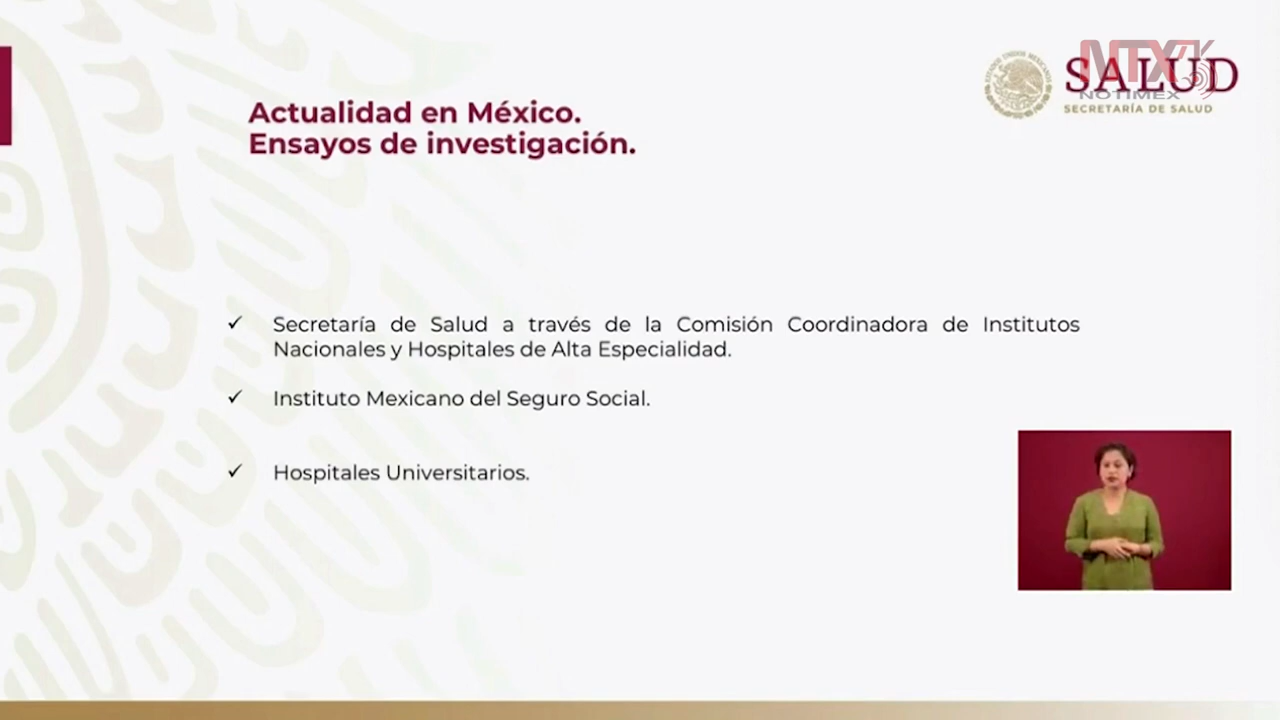 MTX
NOTIMEX
SALUD
SECRETARÍA DE SALUD
Actualidad en México.
Ensayos de investigación.
✓ Secretaría de Salud a través de la Comisión Coordinadora de Institutos
Nacionales y Hospitales de Alta Especialidad.
✓ Instituto Mexicano del Seguro Social.
✓ Hospitales Universitarios.